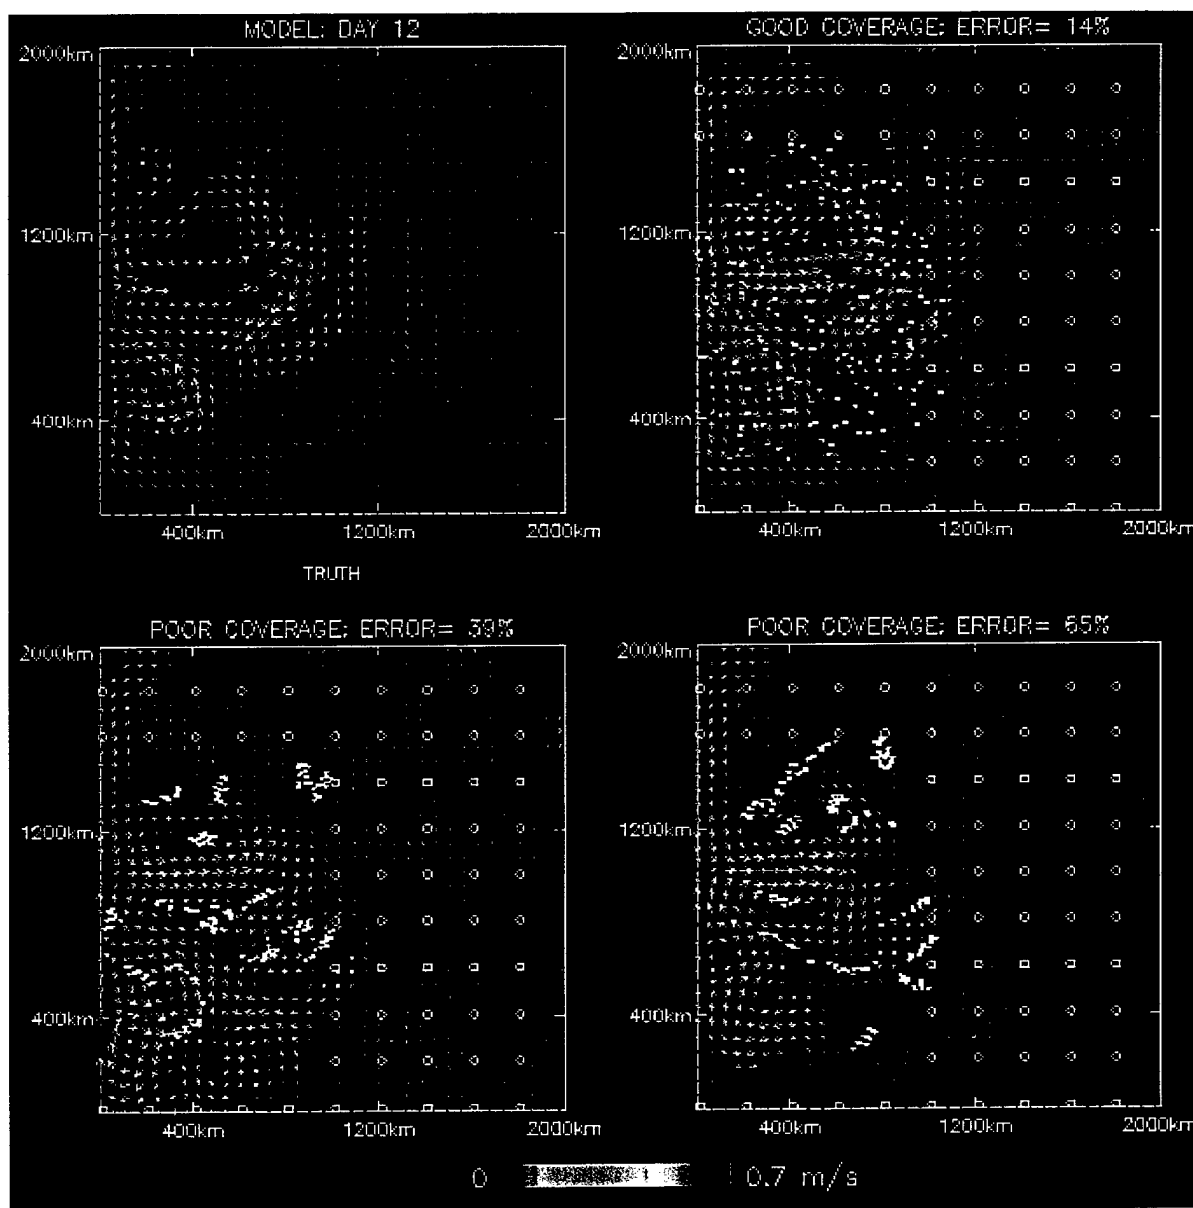 MODEL: DAY 12
2000km
1200km
400km
400km 1200km 2000km
TRUTH
GOOD COVERAGE: ERROR= 14%
2000km
1200km
400km
400km 1200km 2000km
POOR COVERAGE: ERROR= 39%
2000km
1200km
400km
400km 1200km 2000km
POOR COVERAGE: ERROR= 65%
2000km
1200km
400km
400km 1200km 2000km
0 0.7 m/s